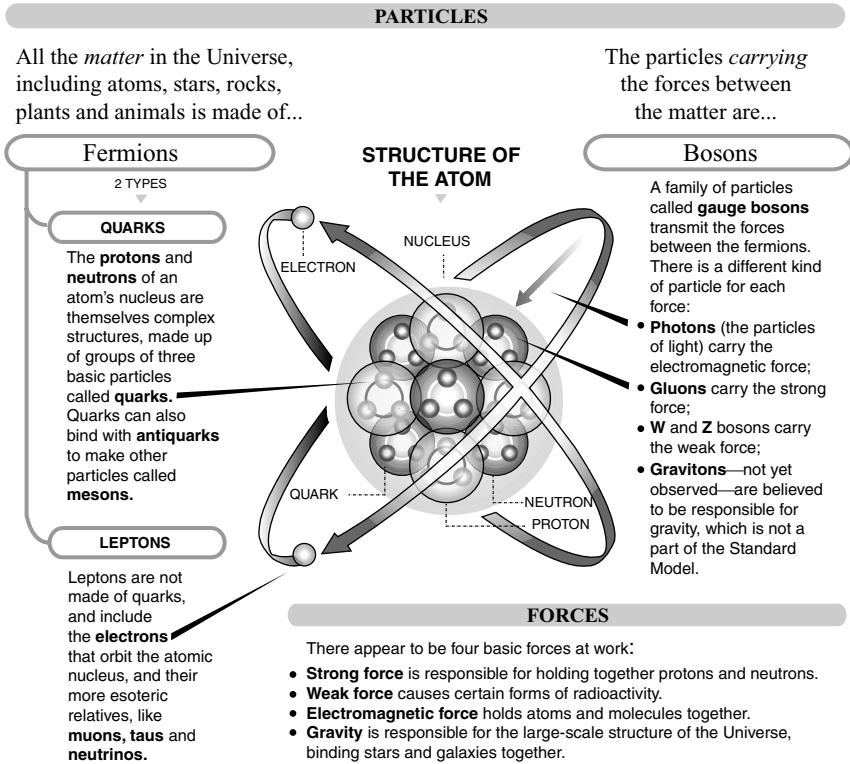 PARTICLES
All the matter in the Universe,
including atoms, stars, rocks,
plants and animals is made of...
The particles carrying
the forces between
the matter are...
Fermions
2 TYPES
QUARKS
The protons and
neutrons of an
atom's nucleus are
themselves complex
structures, made up
of groups of three
basic particles
called quarks.
Quarks can also
bind with antiquarks
to make other
particles called
mesons.
LEPTONS
Leptons are not
made of quarks,
and include
the electrons
that orbit the atomic
nucleus, and their
more esoteric
relatives, like
muons, taus and
neutrinos.
STRUCTURE OF
THE ATOM
NUCLEUS
ELECTRON
QUARK
NEUTRON
PROTON
Bosons
A family of particles
called gauge bosons
transmit the forces
between the fermions.
There is a different kind
of particle for each
force:
• Photons (the particles
of light) carry the
electromagnetic force;
• Gluons carry the strong
force;
• W and Z bosons carry
the weak force;
• Gravitons—not yet
observed—are believed
to be responsible for
gravity, which is not a
part of the Standard
Model.
FORCES
There appear to be four basic forces at work:
• Strong force is responsible for holding together protons and neutrons.
• Weak force causes certain forms of radioactivity.
• Electromagnetic force holds atoms and molecules together.
• Gravity is responsible for the large-scale structure of the Universe,
binding stars and galaxies together.